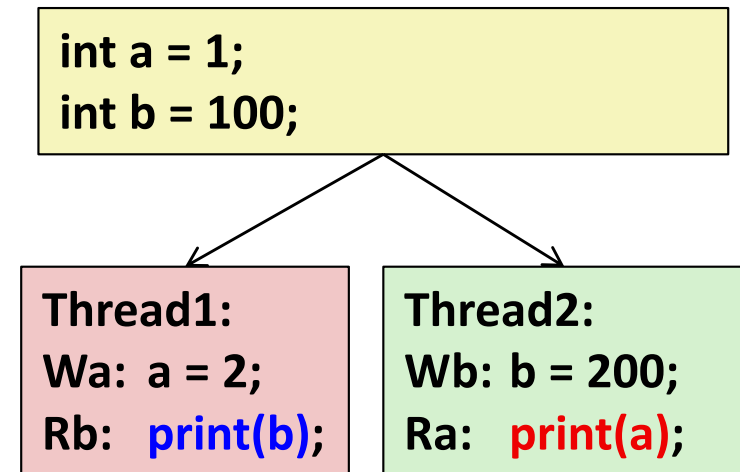 int a = 1;
int b = 100;
Thread1:
Wa: a = 2;
Rb: print(b);
Thread2:
Wb: b = 200;
Ra: print(a);